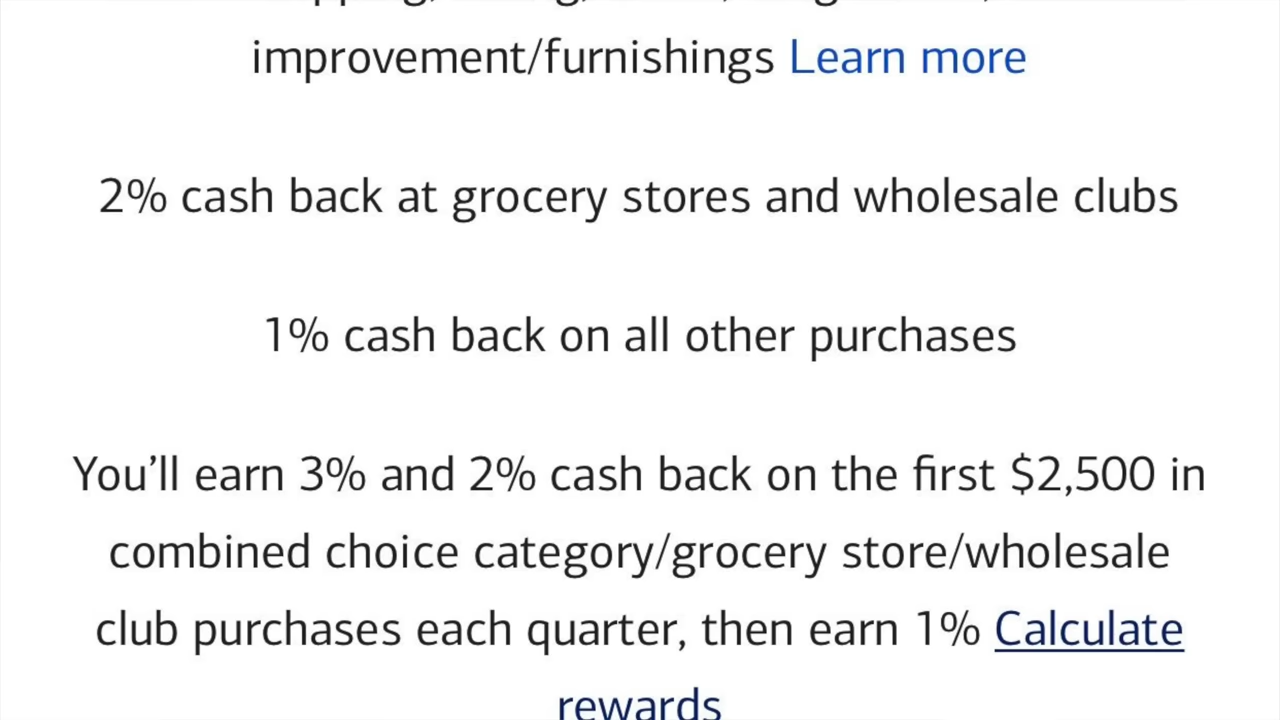 improvement/furnishings Learn more
2% cash back at grocery stores and wholesale clubs
1% cash back on all other purchases
You’ll earn 3% and 2% cash back on the first $2,500 in
combined choice category/grocery store/wholesale
club purchases each quarter, then earn 1% Calculate
rewards